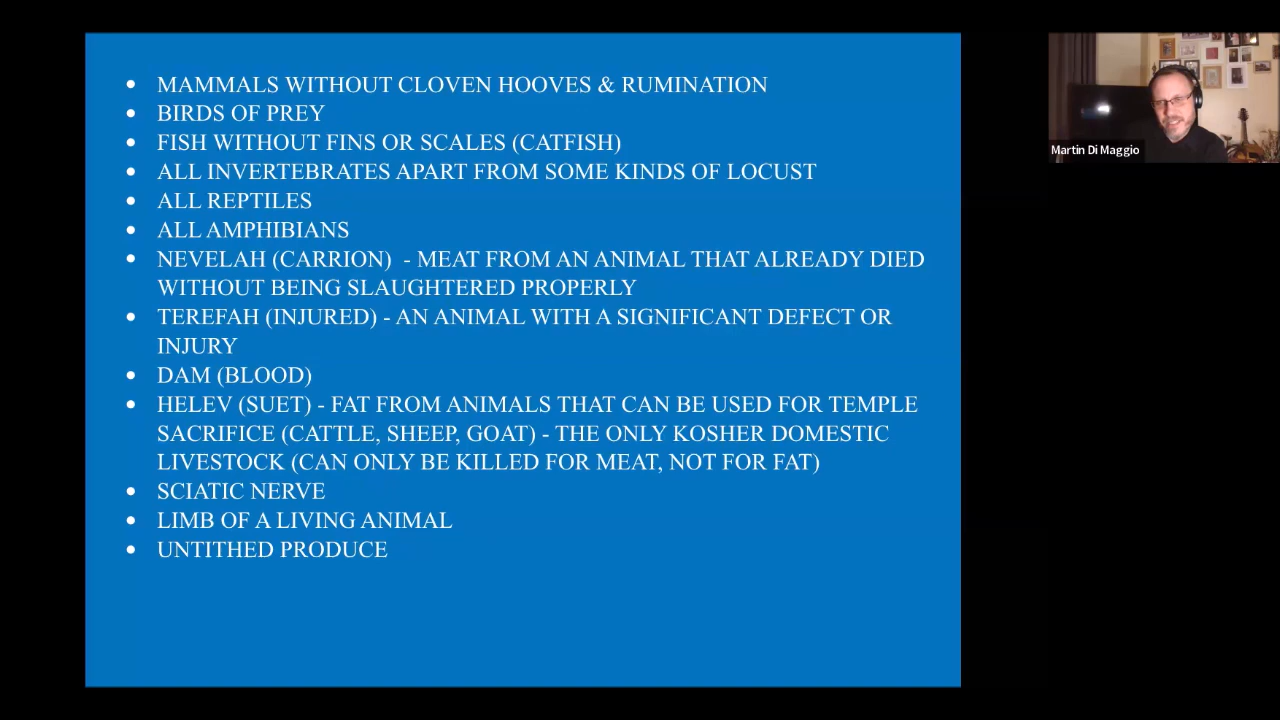 • MAMMALS WITHOUT CLOVEN HOOVES & RUMINATION
• BIRDS OF PREY
• FISH WITHOUT FINS OR SCALES (CATFISH)
• ALL INVERTEBRATES APART FROM SOME KINDS OF LOCUST
• ALL REPTILES
• ALL AMPHIBIANS
• NEVELAH (CARRION) - MEAT FROM AN ANIMAL THAT ALREADY DIED
WITHOUT BEING SLAUGHTERED PROPERLY
• TEREFAH (INJURED) - AN ANIMAL WITH A SIGNIFICANT DEFECT OR
INJURY
• DAM (BLOOD)
• HELEV (SUET) - FAT FROM ANIMALS THAT CAN BE USED FOR TEMPLE
SACRIFICE (CATTLE, SHEEP, GOAT) - THE ONLY KOSHER DOMESTIC
LIVESTOCK (CAN ONLY BE KILLED FOR MEAT, NOT FOR FAT)
• SCIATIC NERVE
• LIMB OF A LIVING ANIMAL
• UNTITHED PRODUCE
Martin Di Maggio